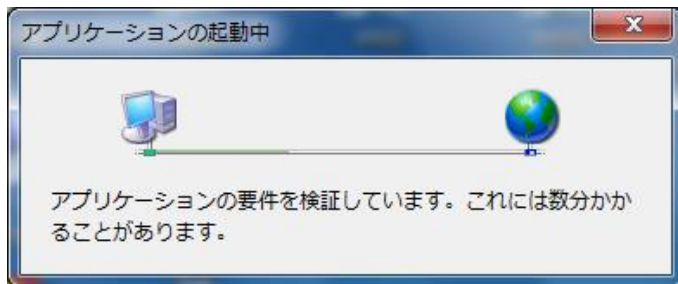 アプリケーションの起動中
アプリケーションの要件を検証しています。これには数分かか
ることがあります。